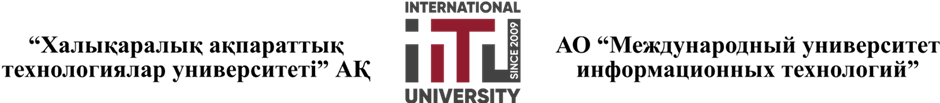 “Халықаралық ақпараттық
технологиялар университеті” АҚ
INTERNATIONAL
IITU
SINCE 2009
UNIVERSITY
АО “Международный университет
информационных технологий”